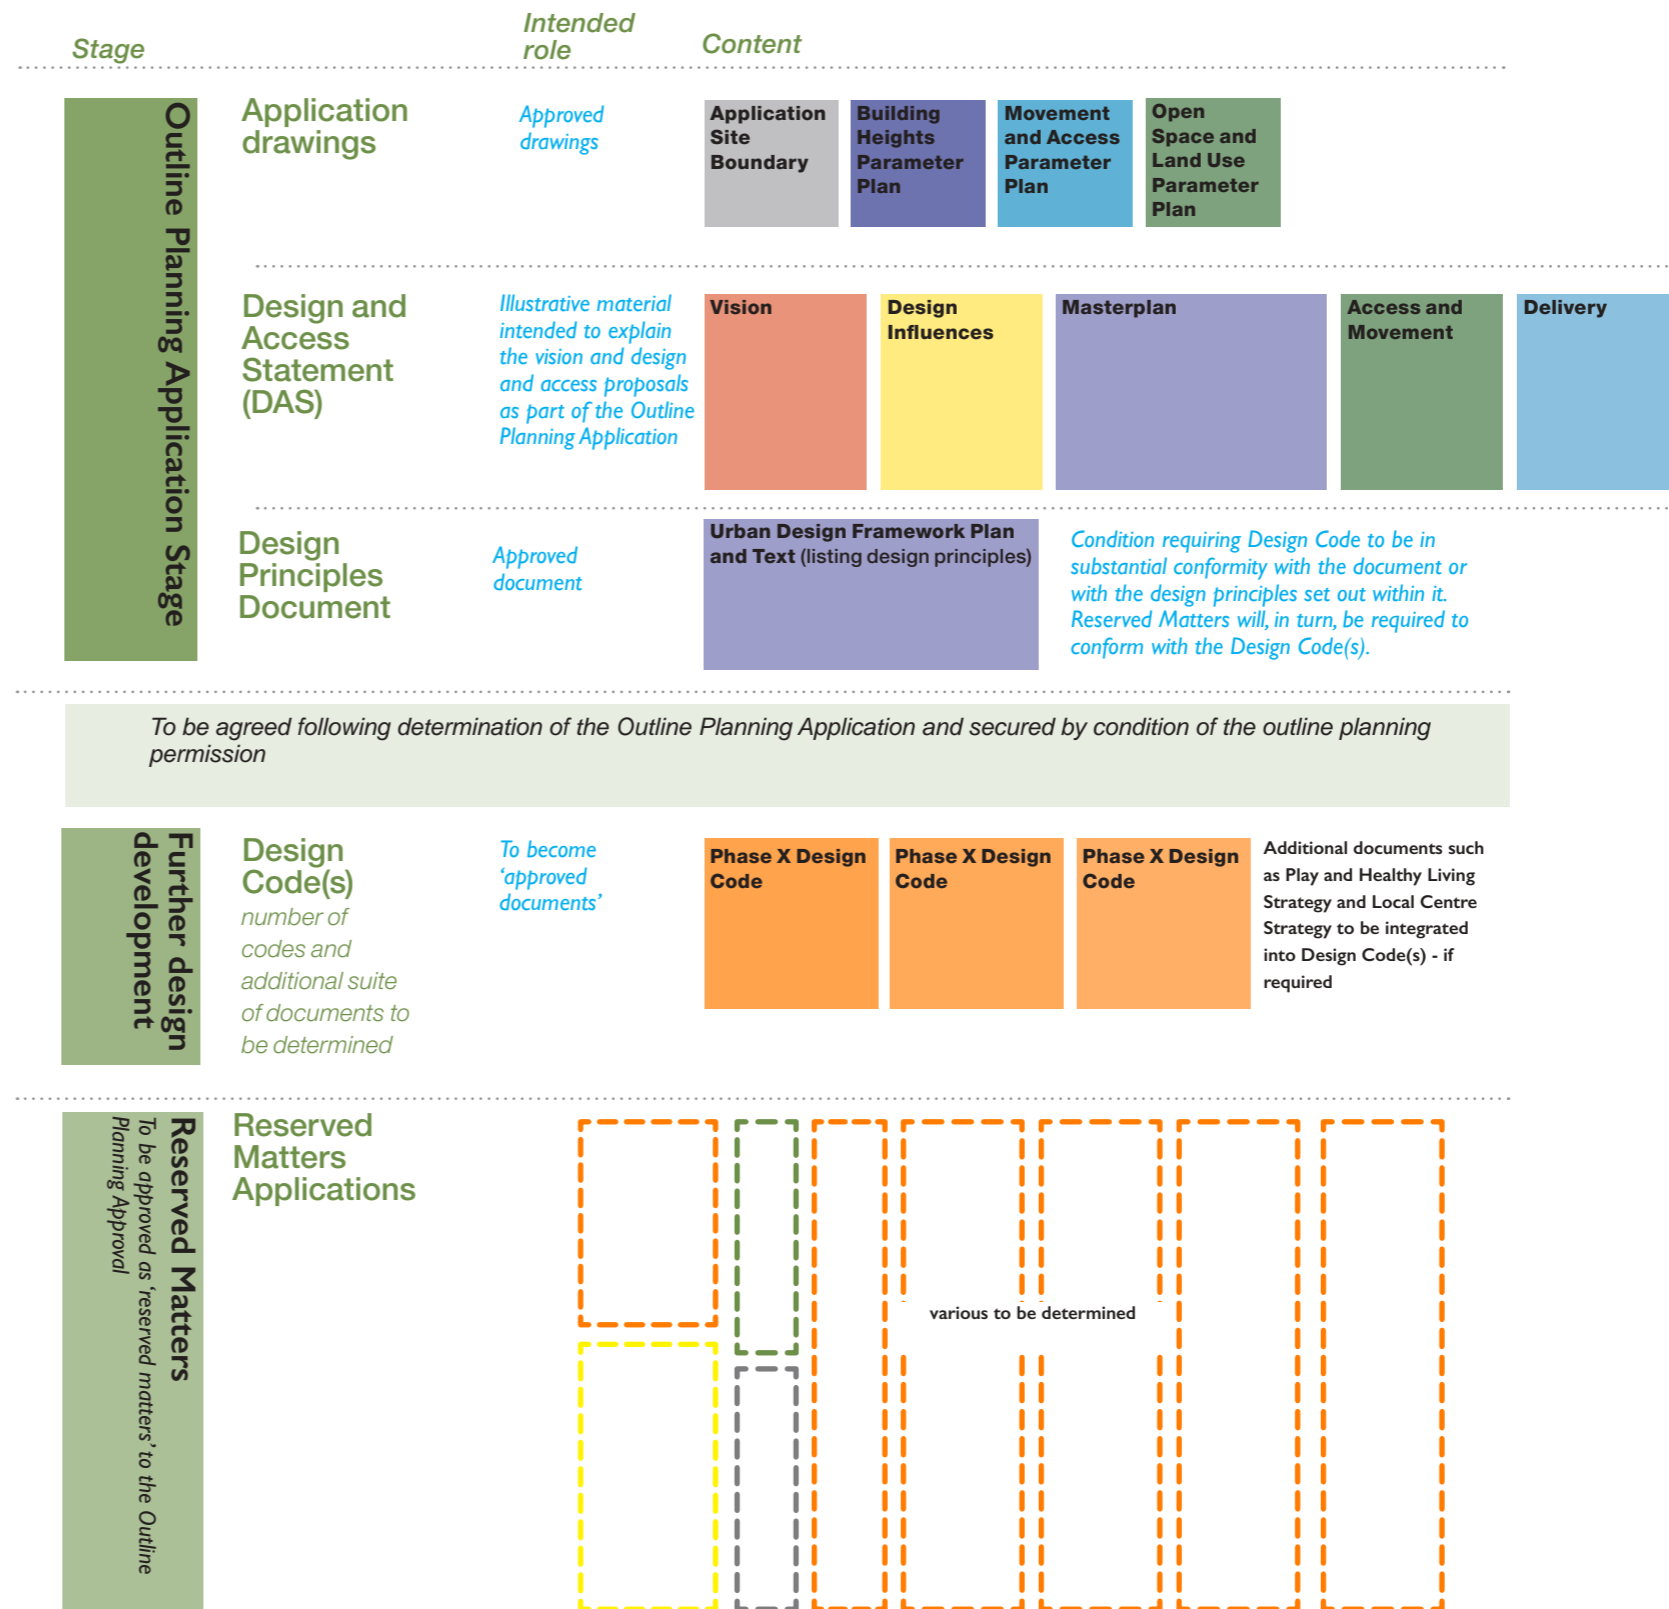 Stage
Intended
role
Content
Outline Planning Application Stage
Application
drawings
Approved
drawings
Application
Site
Boundary
Building
Heights
Parameter
Plan
Movement
and Access
Parameter
Plan
Open
Space and
Land Use
Parameter
Plan
Design and
Access
Statement
(DAS)
Illustrative material
intended to explain
the vision and design
and access proposals
as part of the Outline
Planning Application
Vision
Design
Influences
Masterplan
Access and
Movement
Delivery
Design
Principles
Document
Approved
document
Urban Design Framework Plan
and Text (listing design principles)
Condition requiring Design Code to be in
substantial conformity with the document or
with the design principles set out within it.
Reserved Matters will, in turn, be required to
conform with the Design Code(s).
To be agreed following determination of the Outline Planning Application and secured by condition of the outline planning
permission
Further design
development
Design
Code(s)
number of
codes and
additional suite
of documents to
be determined
To become
‘approved
documents’
Phase X Design
Code
Phase X Design
Code
Phase X Design
Code
Additional documents such
as Play and Healthy Living
Strategy and Local Centre
Strategy to be integrated
into Design Code(s) - if
required
Reserved Matters
To be approved as ‘reserved matters’ to the Outline
Planning Approval
Reserved
Matters
Applications
various to be determined